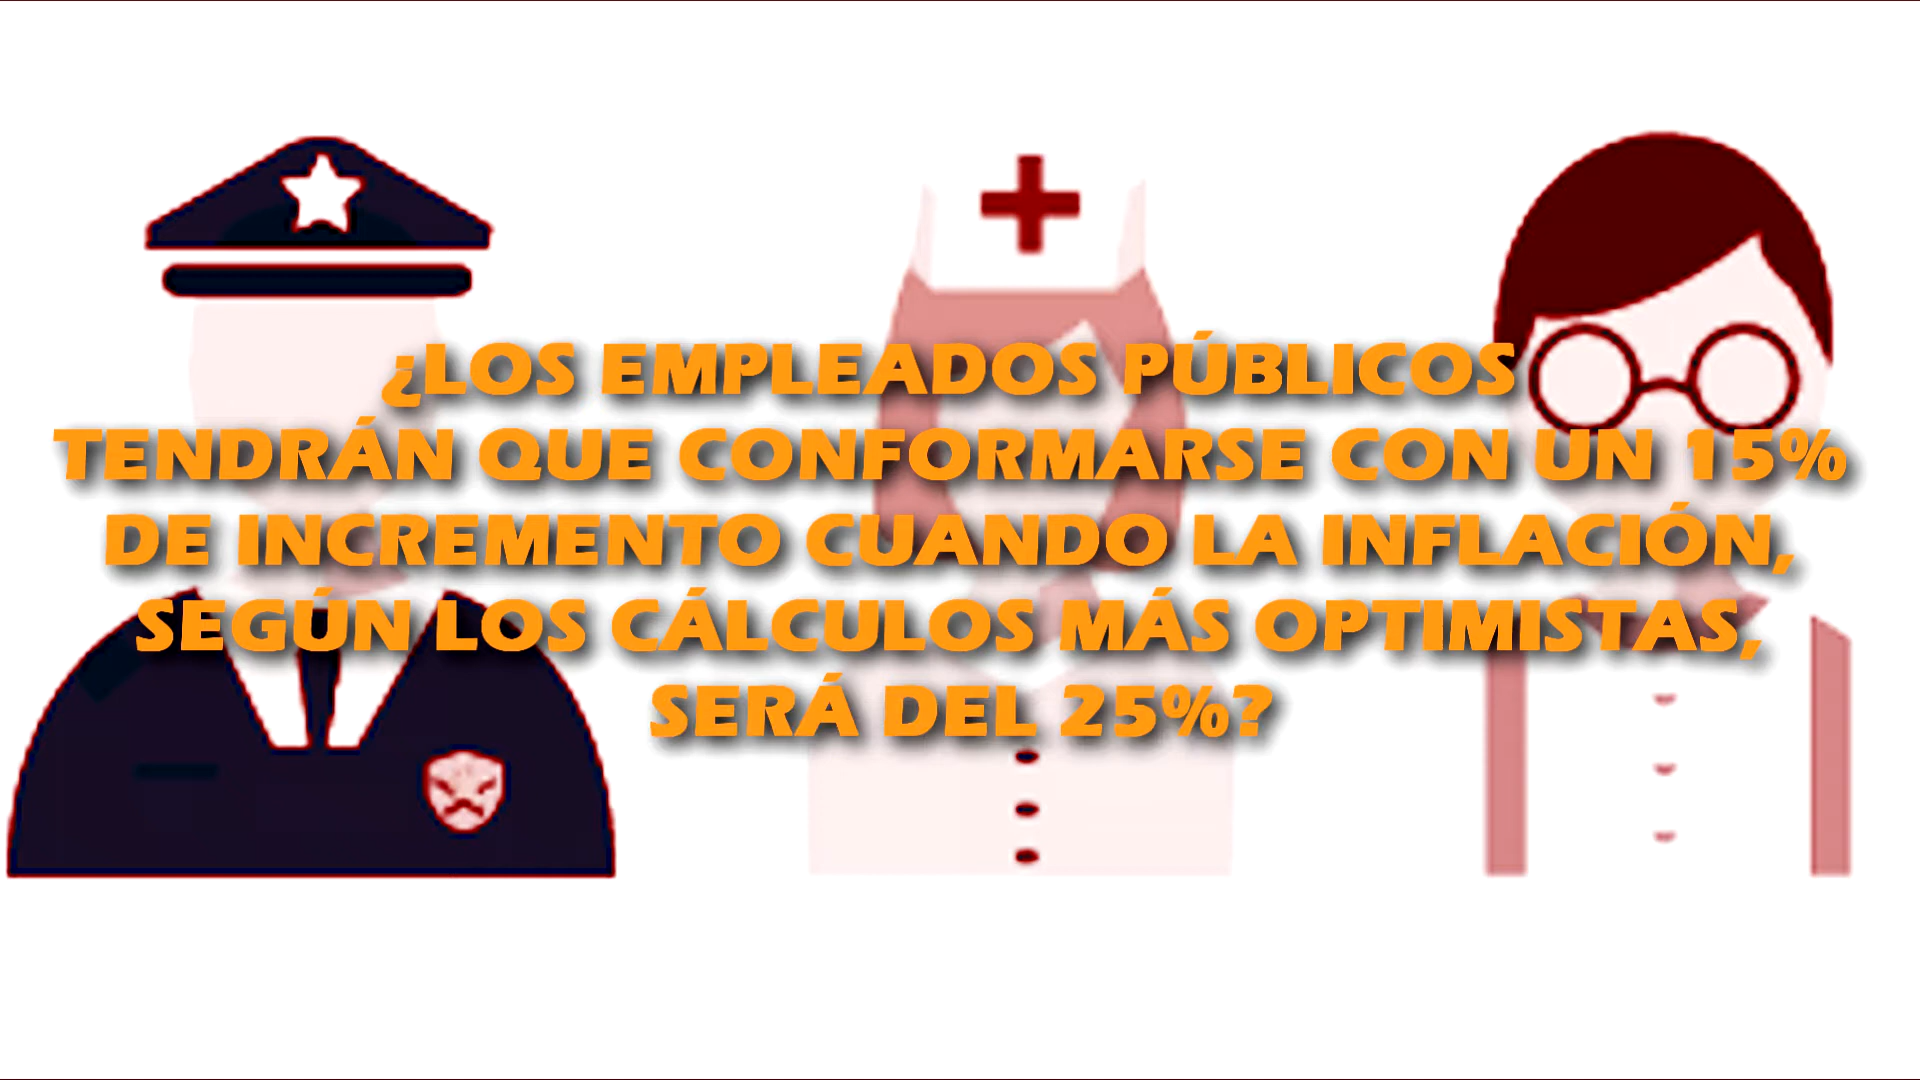 ¿LOS EMPLEADOS PÚBLICOS
TENDRÁN QUE CONFORMARSE CON UN 15%
DE INCREMENTO CUANDO LA INFLACIÓN,
SEGÚN LOS CÁLCULOS MÁS OPTIMISTAS,
SERÁ DEL 25%?